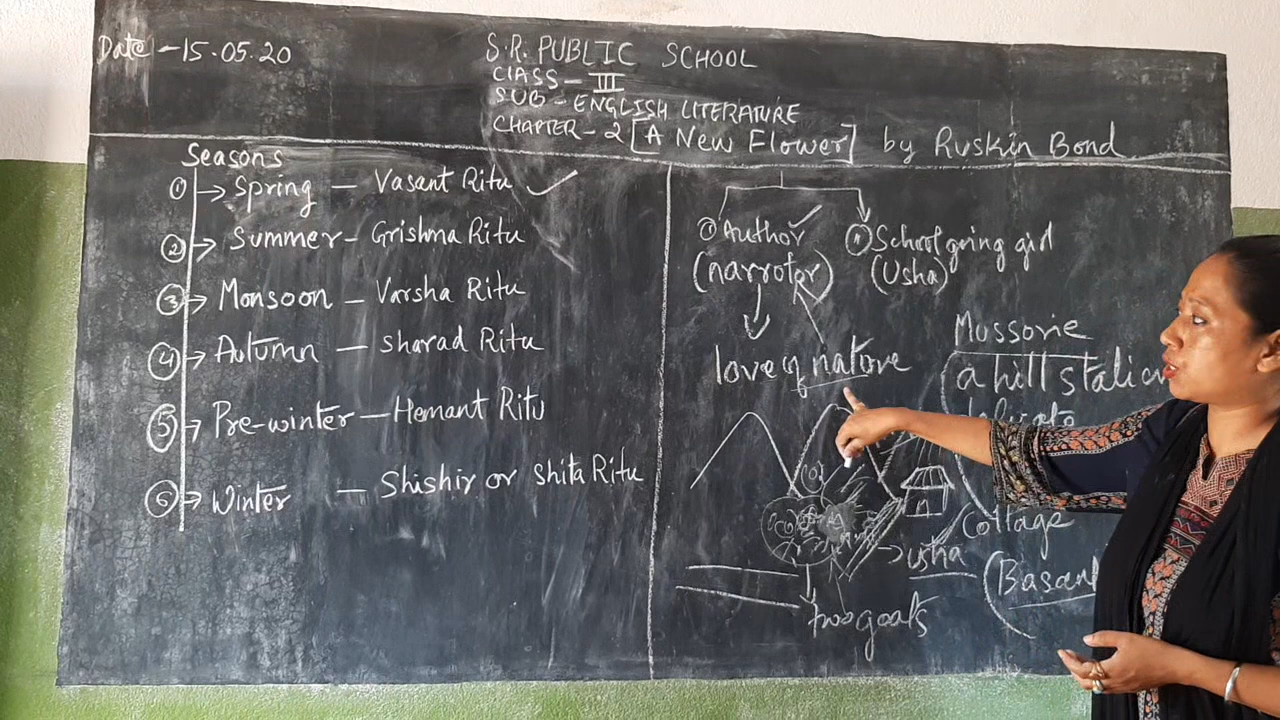 Date - 15.05.20
S.R. PUBLIC SCHOOL
CLASS - III
SUB - ENGLISH LITERATURE
CHAPTER - 2 [A New Flower] by Ruskin Bond
Seasons
① → Spring — Vasant Ritu ✓
② → Summer - Grishma Ritu
③ → Monsoon — Varsha Ritu
④ → Autumn — sharad Ritu
⑤ → Pre-winter — Hemant Ritu
⑥ → Winter — Shishir or shita Ritu
① Author ✓
(narrotor)
School going girl
(Usha)
love of nature
Mussorie
a hill station
Cottage
→ Usha
(Basant
two goats